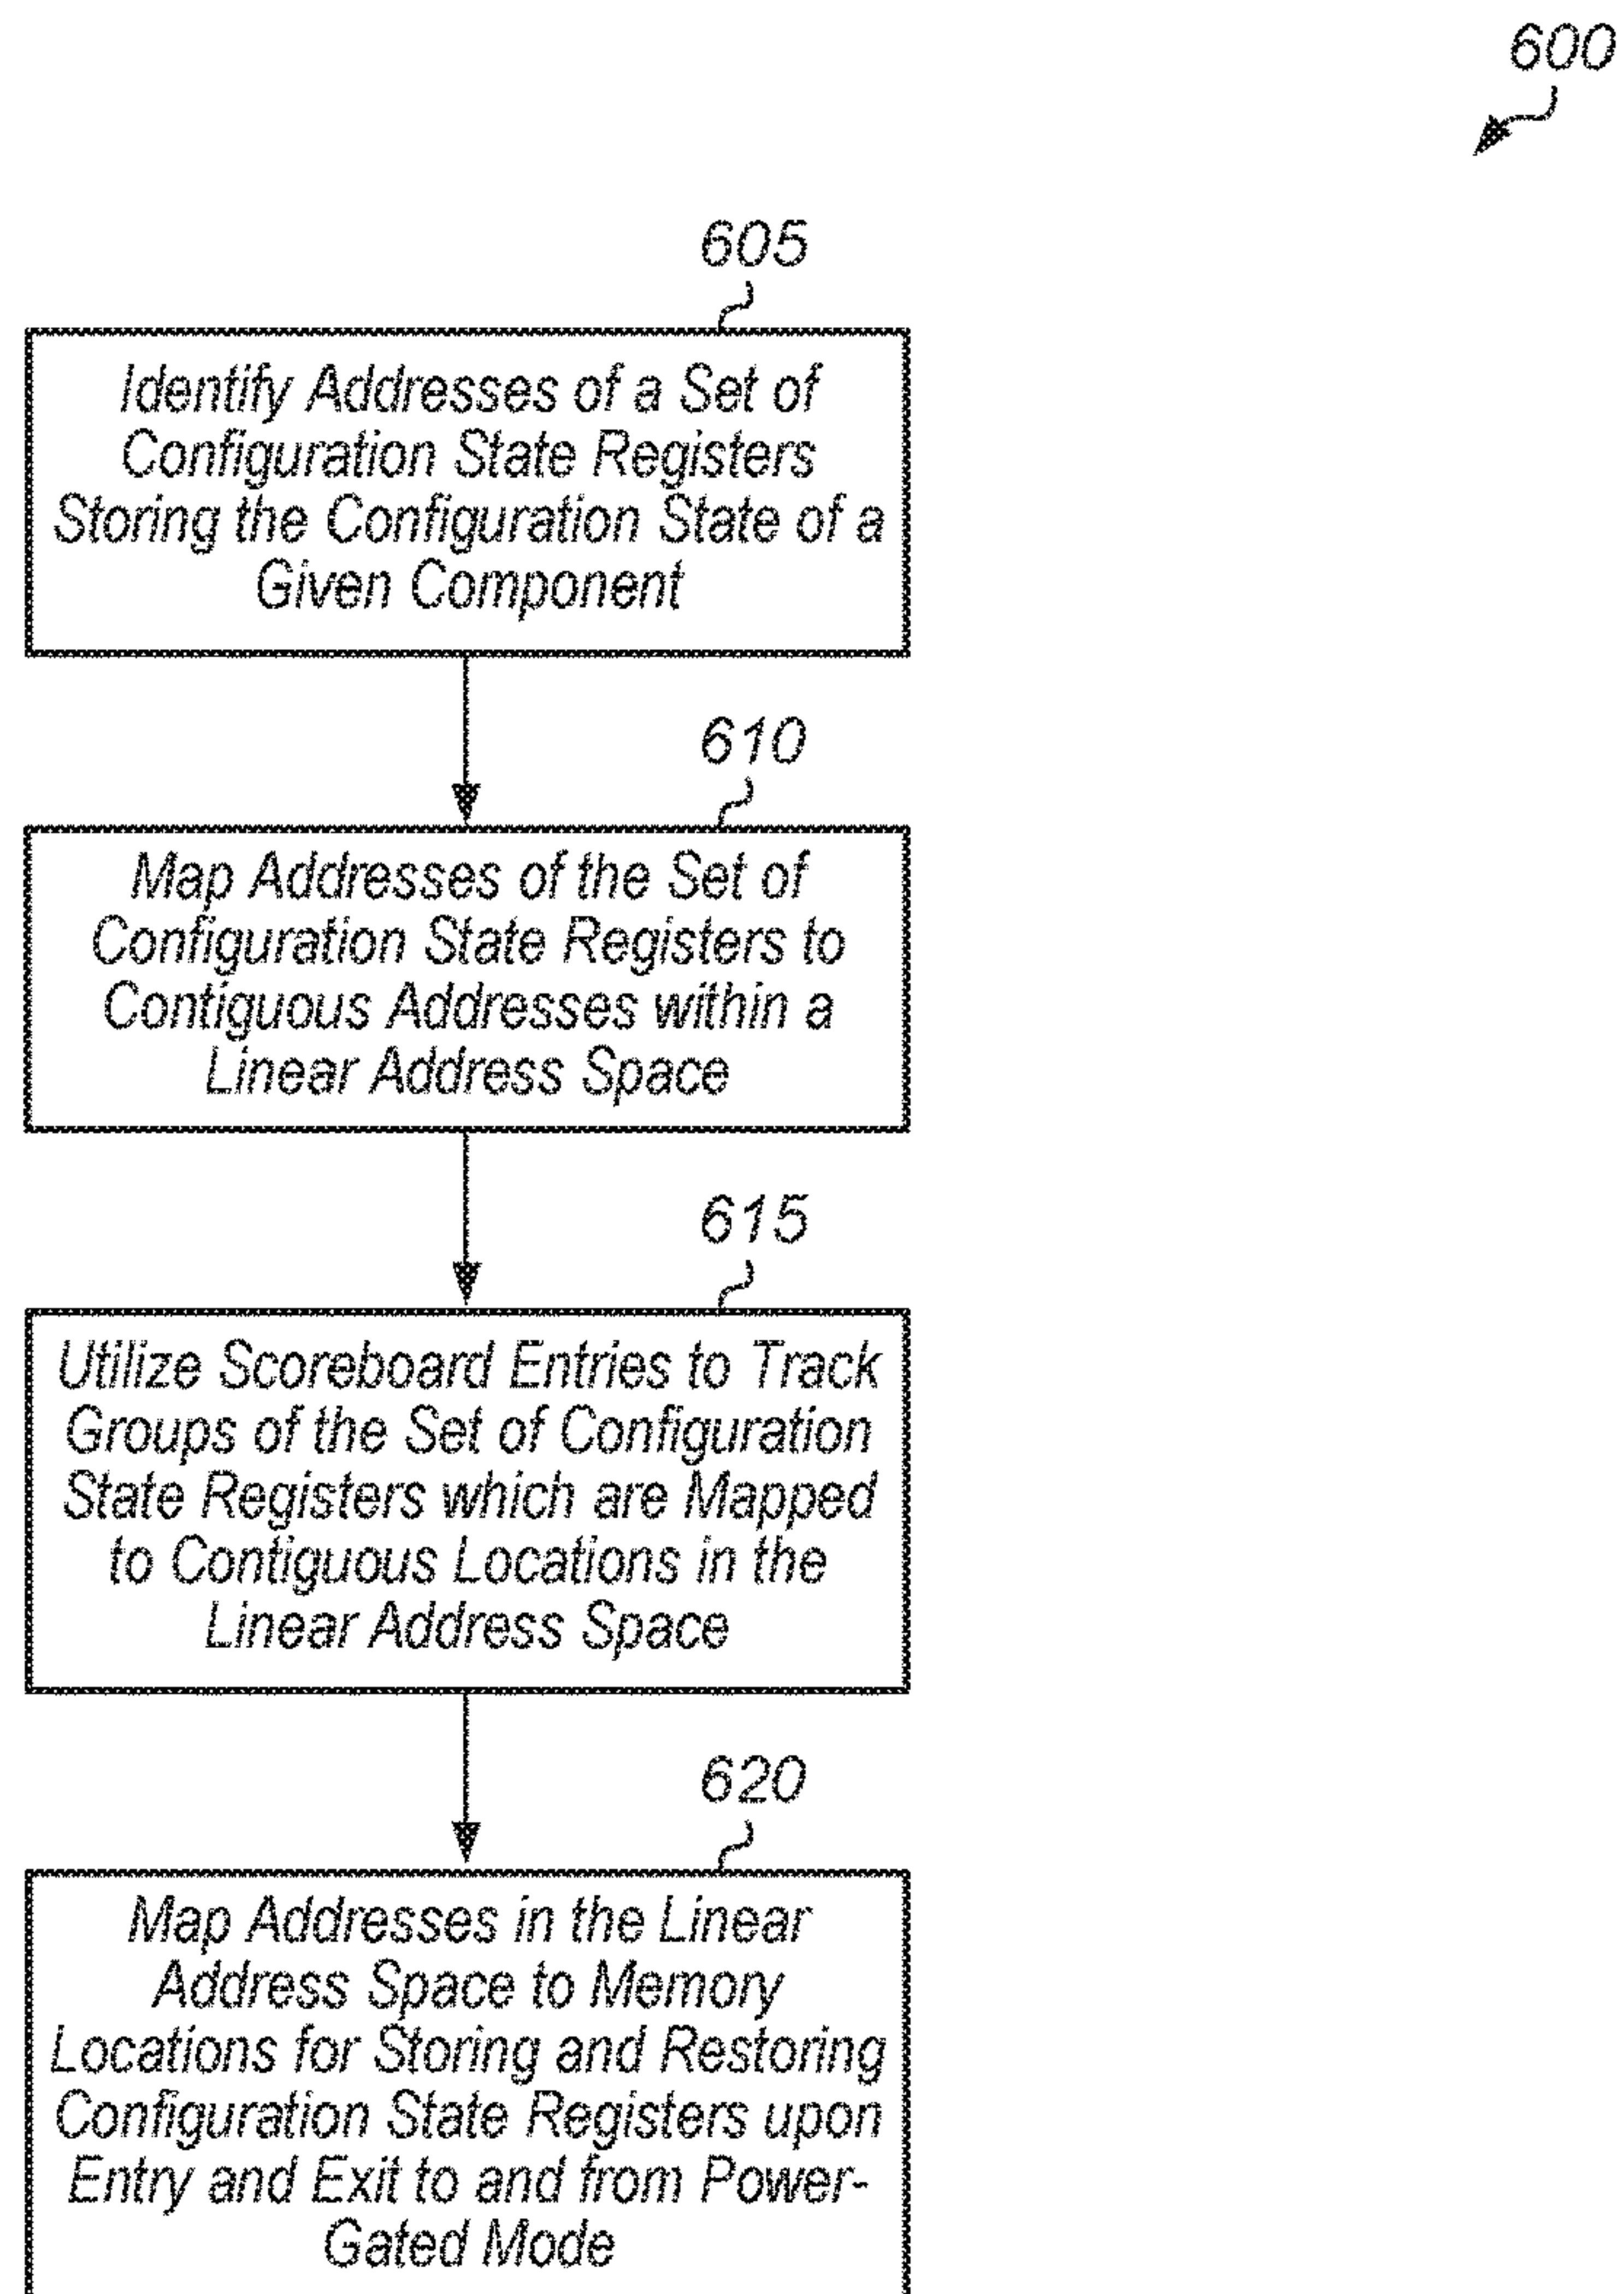 600
605
Identify Addresses of a Set of
Configuration State Registers
Storing the Configuration State of a
Given Component
610
Map Addresses of the Set of
Configuration State Registers to
Contiguous Addresses within a
Linear Address Space
615
Utilize Scoreboard Entries to Track
Groups of the Set of Configuration
State Registers which are Mapped
to Contiguous Locations in the
Linear Address Space
620
Map Addresses in the Linear
Address Space to Memory
Locations for Storing and Restoring
Configuration State Registers upon
Entry and Exit to and from Power-
Gated Mode